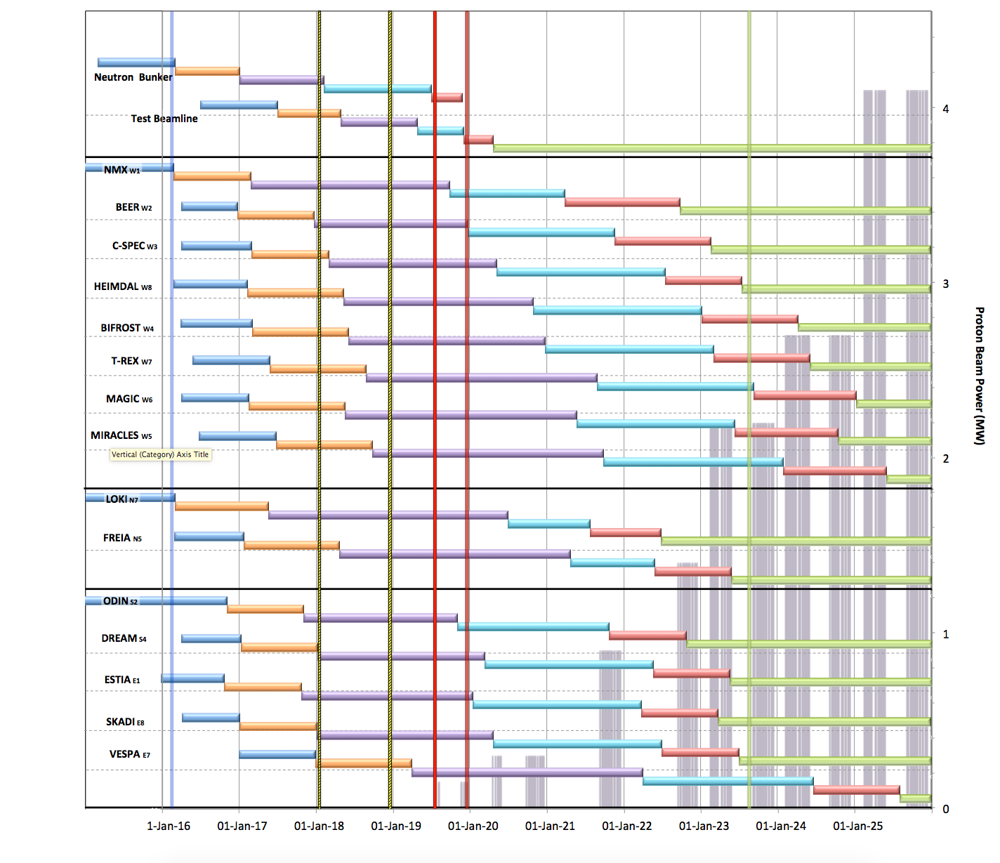 Neutron Bunker
Test Beamline
4
NMX W1
BEER W2
C-SPEC W3
3
HEIMDAL W8
BIFROST W4
T-REX W7
MAGIC W6
MIRACLES W5
Vertical (Category) Axis Title
2
Proton Beam Power (MW)
LOKI N7
FREIA N5
ODIN S2
1
DREAM S4
ESTIA E1
SKADI E8
VESPA E7
0
1-Jan-16 01-Jan-17 01-Jan-18 01-Jan-19 01-Jan-20 01-Jan-21 01-Jan-22 01-Jan-23 01-Jan-24 01-Jan-25